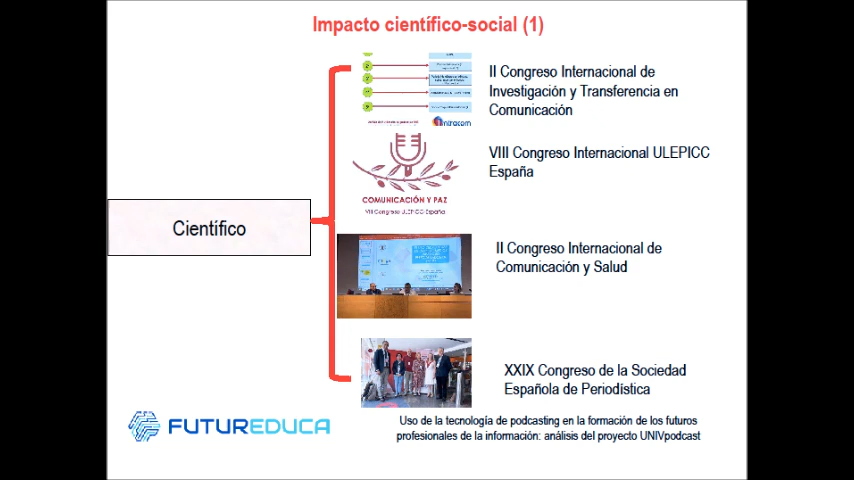 Impacto científico-social (1)
II Congreso Internacional de
Investigación y Transferencia en
Comunicación
intracom
VIII Congreso Internacional ULEPICC
España
COMUNICACIÓN Y PAZ
VIII Congreso ULEPICC España
Científico
II Congreso Internacional de
Comunicación y Salud
XXIX Congreso de la Sociedad
Española de Periodística
FUTUREDUCA
Uso de la tecnología de podcasting en la formación de los futuros
profesionales de la información: análisis del proyecto UNIVpodcast